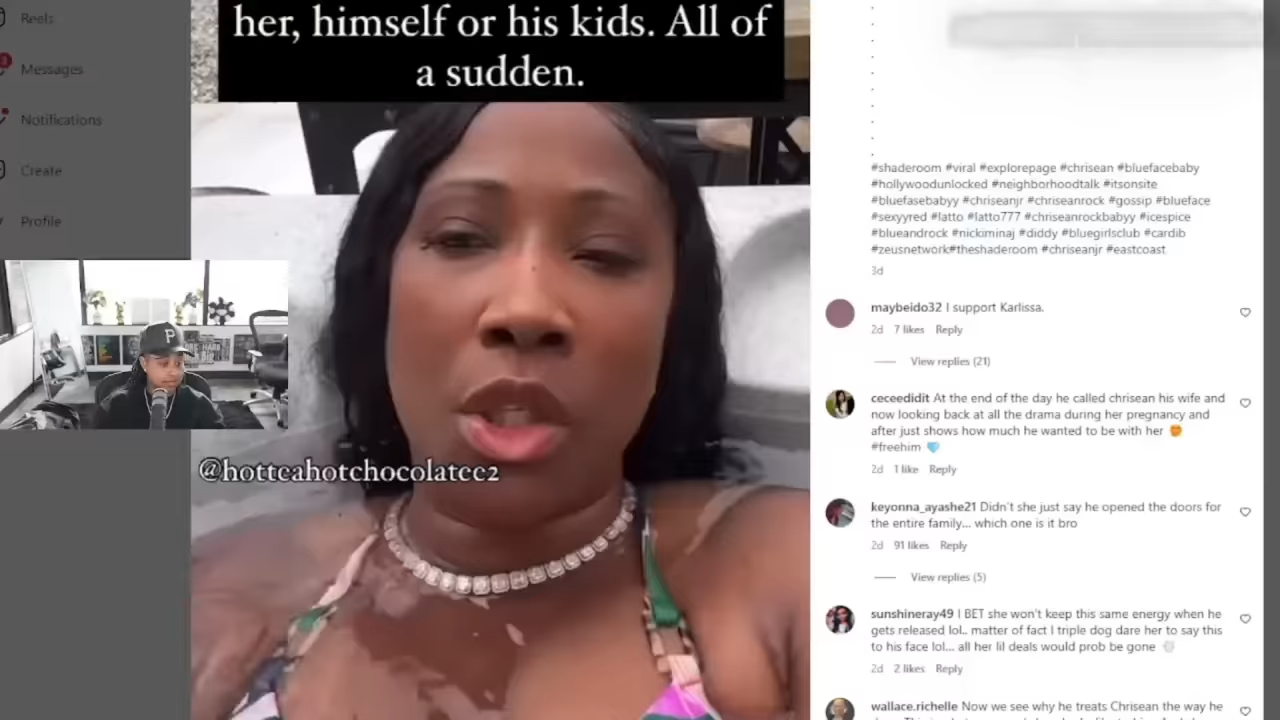 Reels
Messages
Notifications
Create
Profile
her, himself or his kids. All of
a sudden.
@hotteahotchocolatee2
P
#shaderoom #viral #explorepage #chrisean #bluefacebaby
#hollywoodunlocked #neighborhoodtalk #itsonsite
#bluefasebabyy #chriseanjr #chriseanrock #gossip #blueface
#sexyyred #latto #latto777 #chriseanrockbabyy #icespice
#blueandrock #nickiminaj #diddy #bluegirlsclub #cardib
#zeusnetwork#theshaderoom #chriseanjr #eastcoast
3d
maybeido32 I support Karlissa.
2d 7 likes Reply
View replies (21)
ceceedidit At the end of the day he called chrisean his wife and
now looking back at all the drama during her pregnancy and
after just shows how much he wanted to be with her
#freehim
2d 1 like Reply
keyonna_ayashe21 Didn't she just say he opened the doors for
the entire family... which one is it bro
2d 91 likes Reply
View replies (5)
sunshineray49 I BET she won't keep this same energy when he
gets released lol.. matter of fact I triple dog dare her to say this
to his face lol... all her lil deals would prob be gone
2d 2 likes Reply
wallace.richelle Now we see why he treats Chrisean the way he